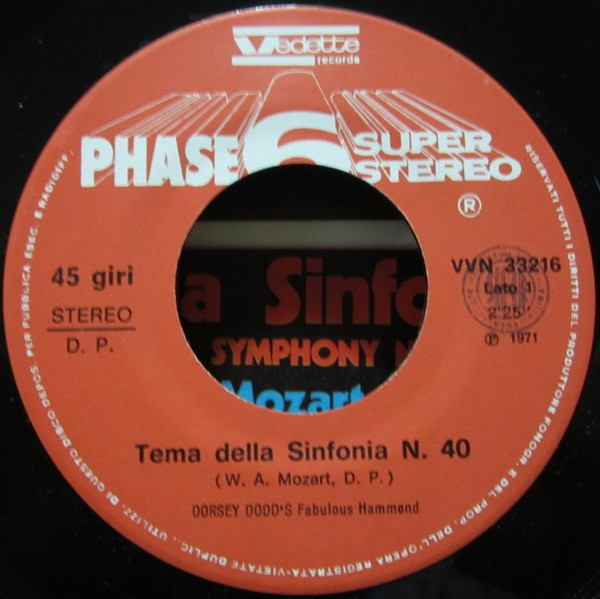 Vedette
records
PHASE 6 SUPER
STEREO
®
45 giri
STEREO
D. P.
VVN 33216
Lato 1
2'25"
℗ 1971
a Sinfo
SYMPHONY N
Mozart
Tema della Sinfonia N. 40
(W. A. Mozart, D. P.)
DORSEY DODD'S Fabulous Hammond
RISERVATI TUTTI I DIRITTI DEL PRODUTTORE FONOGR. E DEL PROP. DELL'OPERA REGISTRATA-VIETATE DUPLIC., UTILIZZ. DI QUESTO DISCO DEPOS. PER PUBBLICA ESEC. E RADIODIFF.